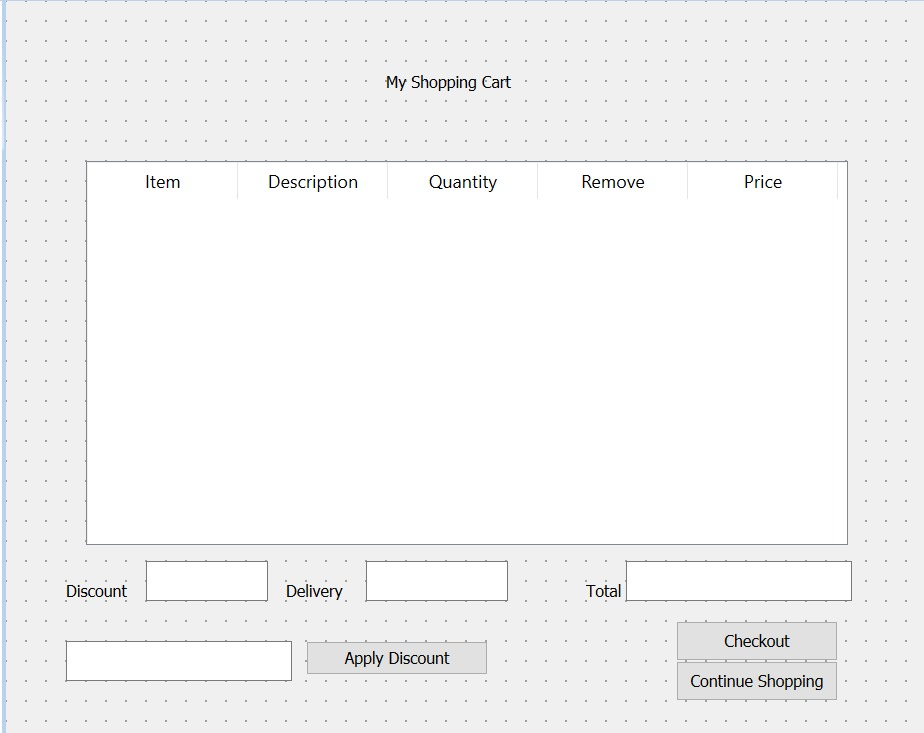 My Shopping Cart
Item Description Quantity Remove Price
Discount Delivery Total
Apply Discount Checkout
Continue Shopping